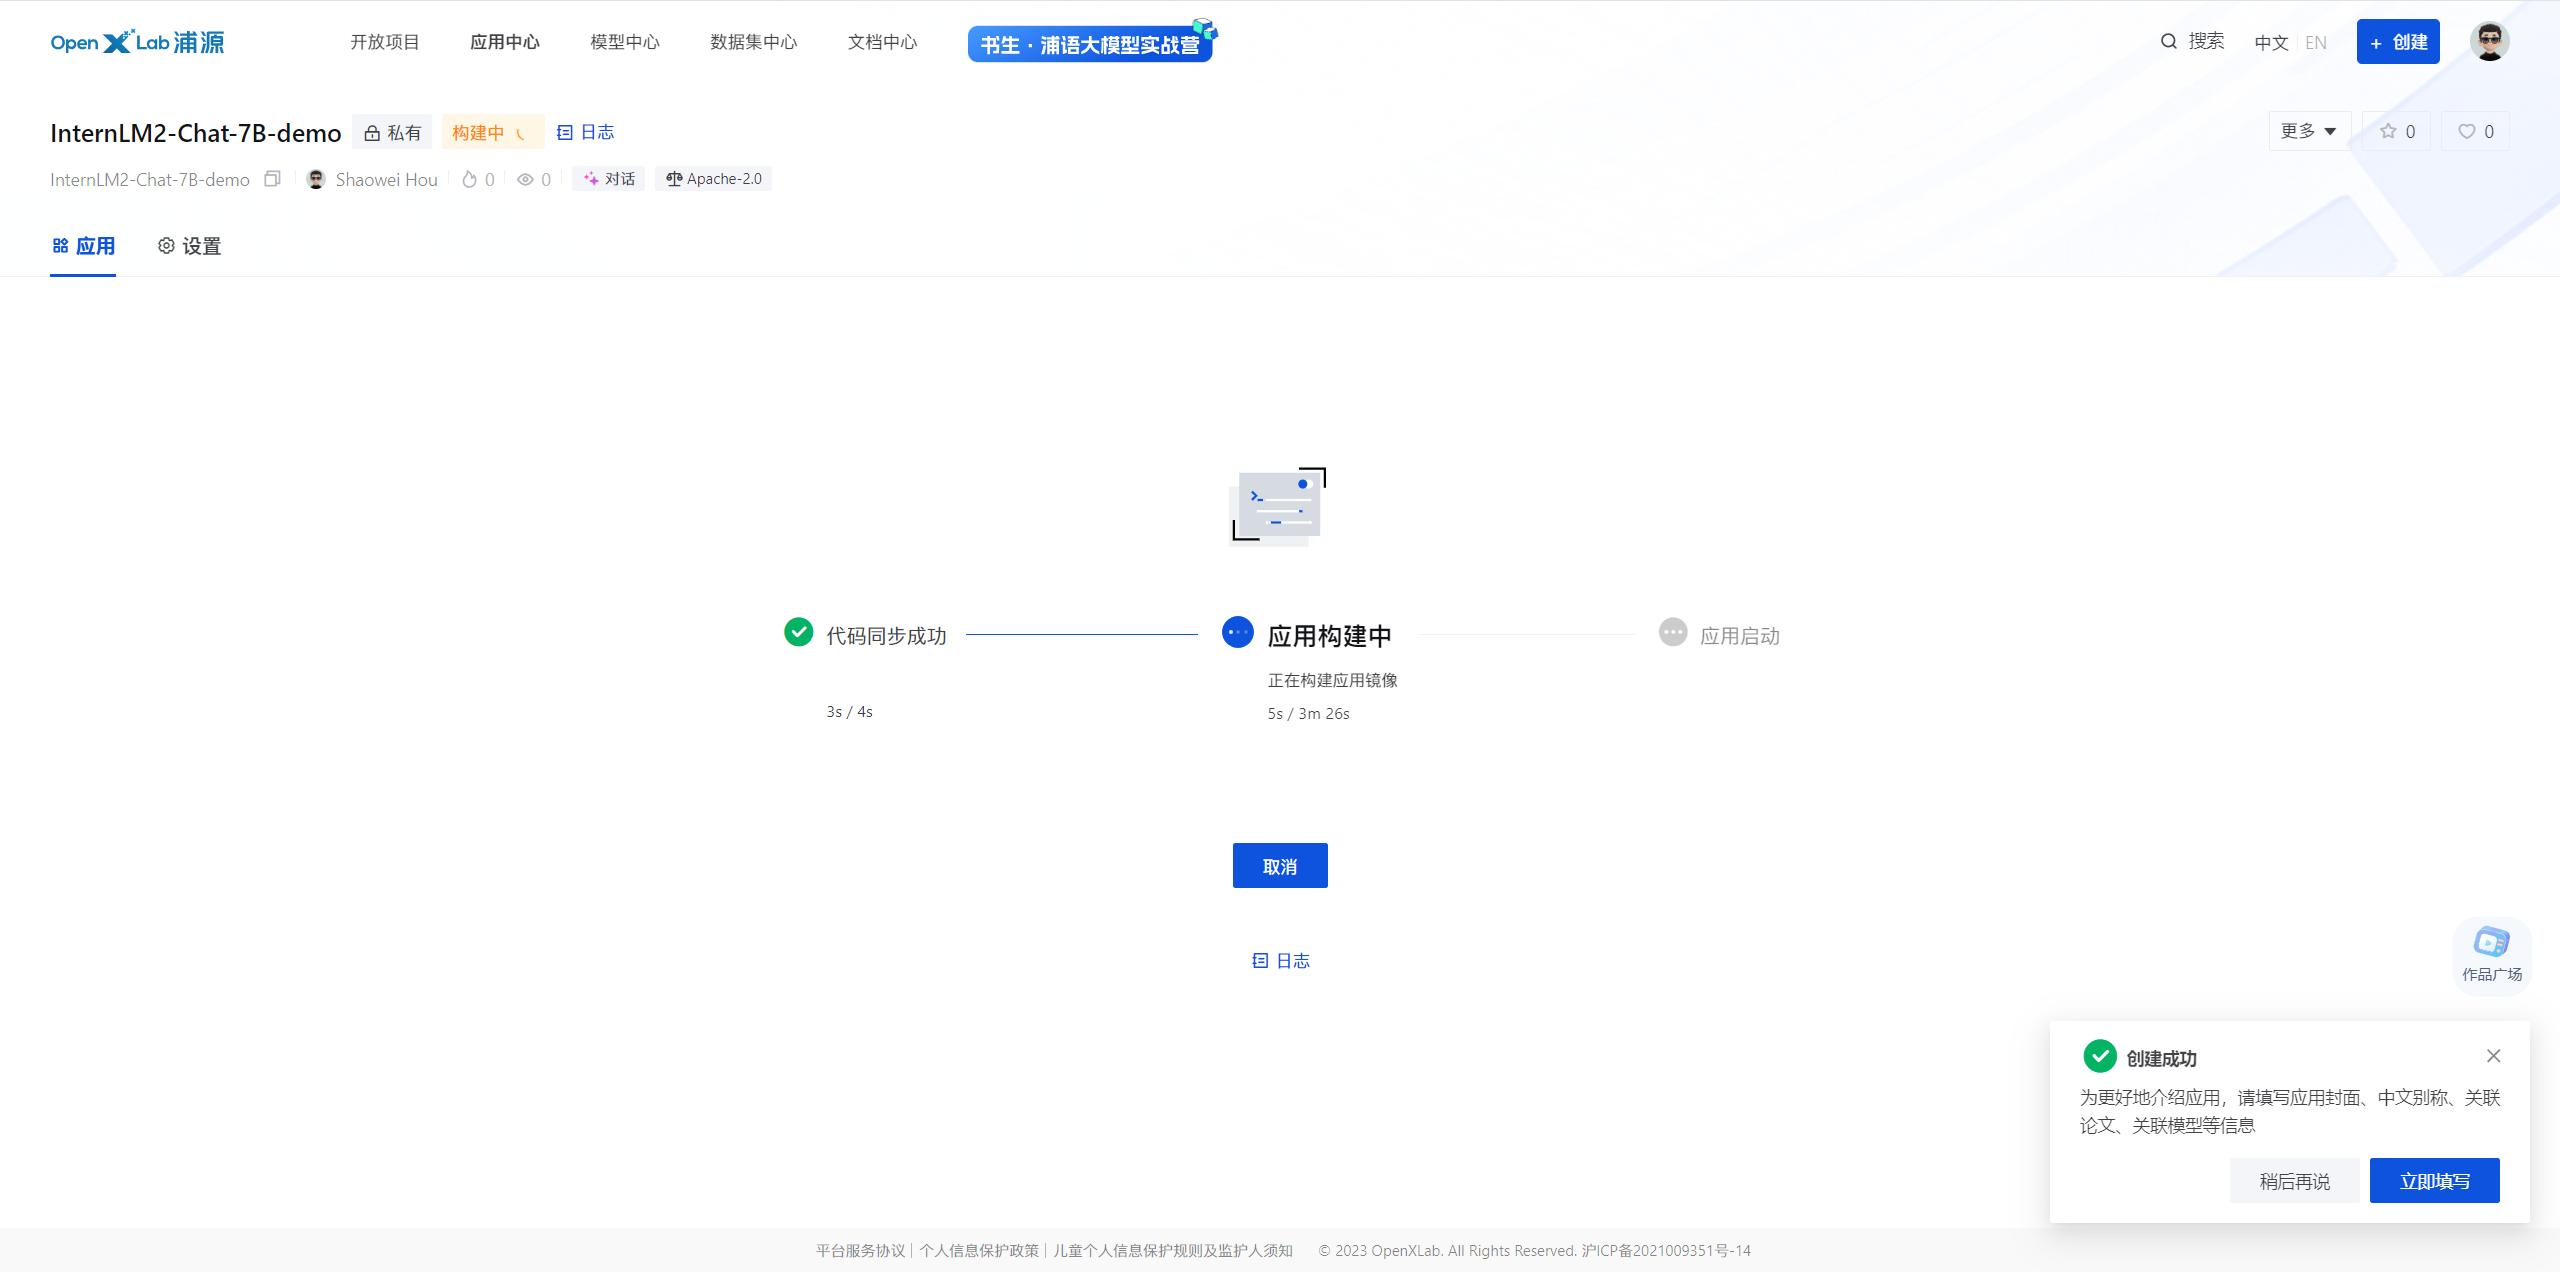 OpenXLab浦源 开放项目 应用中心 模型中心 数据集中心 文档中心 书生·浦语大模型实战营 搜索 中文 EN + 创建
InternLM2-Chat-7B-demo 私有 构建中 日志 更多 0 0
InternLM2-Chat-7B-demo Shaowei Hou 0 0 对话 Apache-2.0
应用 设置
代码同步成功 应用构建中 应用启动
正在构建应用镜像
3s / 4s 5s / 3m 26s
取消
日志
作品广场
创建成功
为更好地介绍应用，请填写应用封面、中文别称、关联
论文、关联模型等信息
稍后再说 立即填写
平台服务协议 | 个人信息保护政策 | 儿童个人信息保护规则及监护人须知 © 2023 OpenXLab. All Rights Reserved. 沪ICP备2021009351号-14